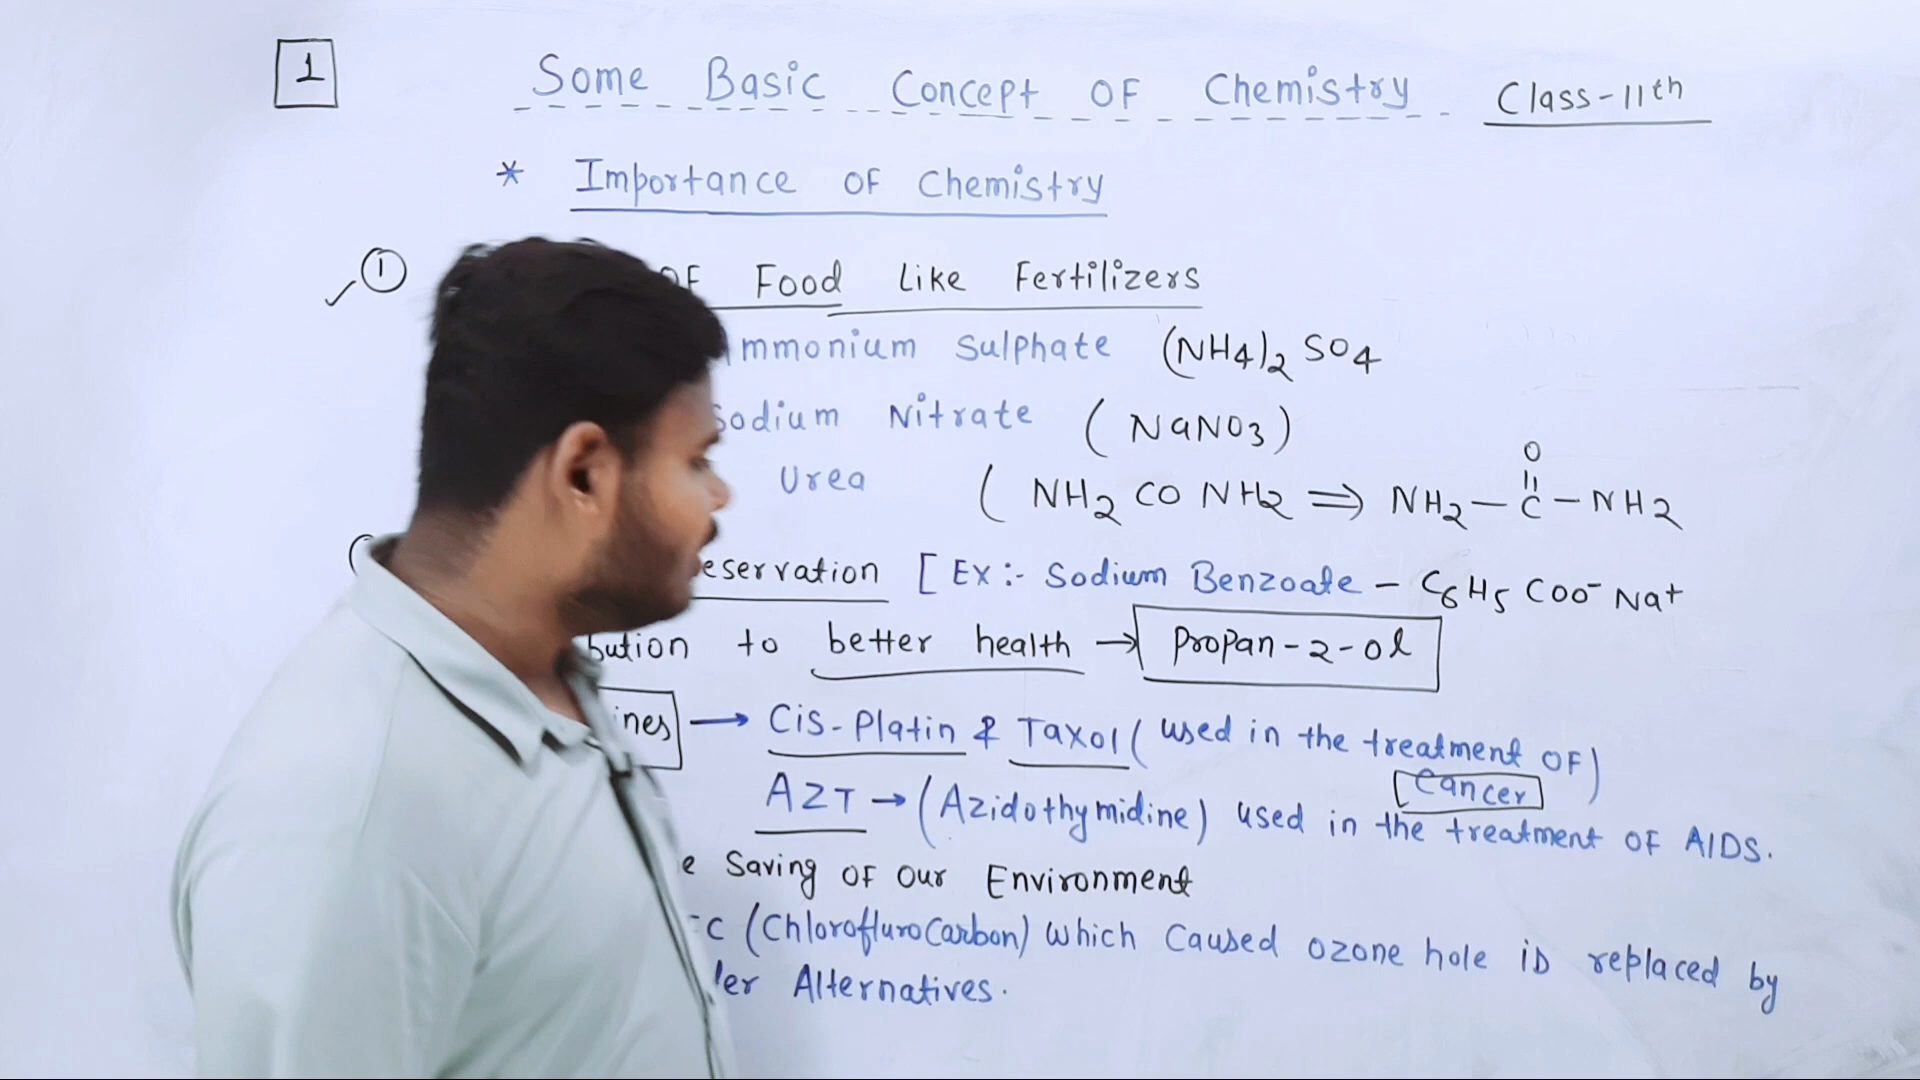 1
Some Basic Concept OF Chemistry Class-11th
* Importance OF Chemistry
① OF Food Like Fertilizers
mmonium Sulphate (NH4)2 SO4
Sodium Nitrate (NaNO3)
Urea (NH2 CO NH2 ⇒ NH2-C-NH2
O
eservation [Ex:- Sodium Benzoate - C6H5 COO⁻ Na⁺
bution to better health → Propan-2-ol
ines → Cis-Platin & Taxol (used in the treatment OF)
Cancer
AZT → (Azidothymidine) used in the treatment OF AIDS.
e Saving OF Our Environment
C (ChlorofluroCarbon) which Caused Ozone hole is replaced by
er Alternatives.